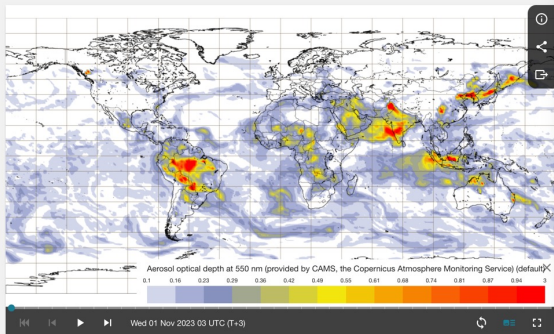 Aerosol optical depth at 550 nm (provided by CAMS, the Copernicus Atmosphere Monitoring Service) (default)
0.1 0.16 0.23 0.29 0.36 0.42 0.49 0.55 0.61 0.68 0.74 0.81 0.87 0.94 3
Wed 01 Nov 2023 03 UTC (T+3)